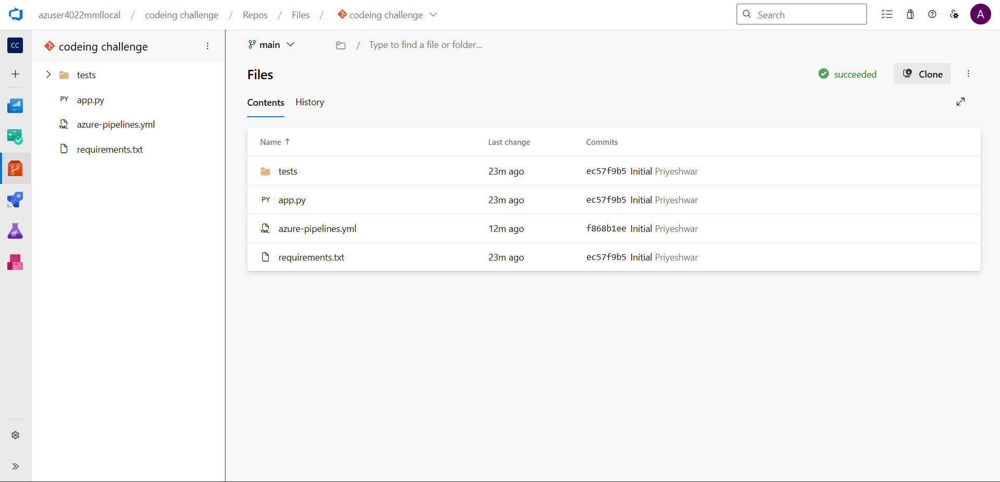 azuser4022mmllocal / codeing challenge / Repos / Files / codeing challenge
Search
A
CC
codeing challenge
tests
PY app.py
YML azure-pipelines.yml
requirements.txt
main
/ Type to find a file or folder...
Files
succeeded
Clone
Contents
History
Name ↑ Last change Commits
tests 23m ago ec57f9b5 Initial Priyeshwar
PY app.py 23m ago ec57f9b5 Initial Priyeshwar
YML azure-pipelines.yml 12m ago f868b1ee Initial Priyeshwar
requirements.txt 23m ago ec57f9b5 Initial Priyeshwar